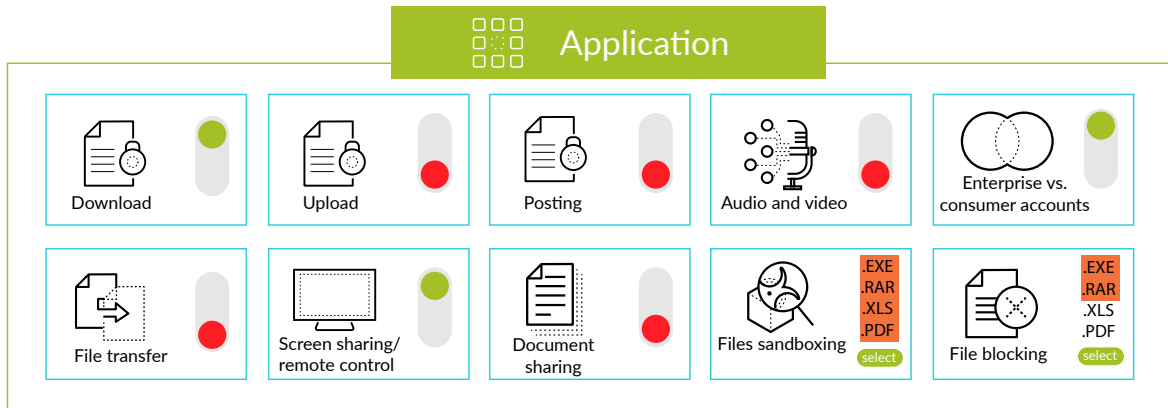 Application
Download
Upload
Posting
Audio and video
Enterprise vs.
consumer accounts
File transfer
Screen sharing/
remote control
Document
sharing
Files sandboxing
.EXE
.RAR
.XLS
.PDF
select
File blocking
.EXE
.RAR
.XLS
.PDF
select